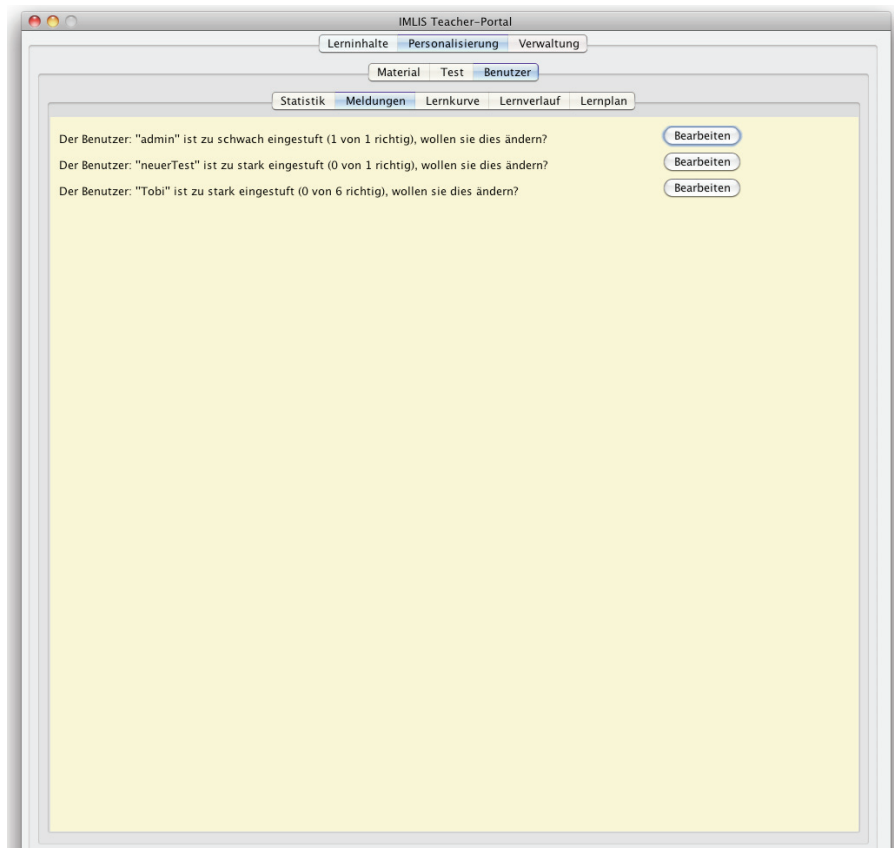 IMLIS Teacher-Portal
Lerninhalte Personalisierung Verwaltung
Material Test Benutzer
Statistik Meldungen Lernkurve Lernverlauf Lernplan
Der Benutzer: "admin" ist zu schwach eingestuft (1 von 1 richtig), wollen sie dies ändern? Bearbeiten
Der Benutzer: "neuerTest" ist zu stark eingestuft (0 von 1 richtig), wollen sie dies ändern? Bearbeiten
Der Benutzer: "Tobi" ist zu stark eingestuft (0 von 6 richtig), wollen sie dies ändern? Bearbeiten